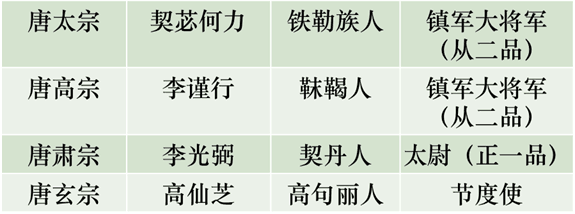 唐太宗 契苾何力 铁勒族人 镇军大将军
（从二品）
唐高宗 李谨行 靺鞨人 镇军大将军
（从二品）
唐肃宗 李光弼 契丹人 太尉（正一品）
唐玄宗 高仙芝 高句丽人 节度使